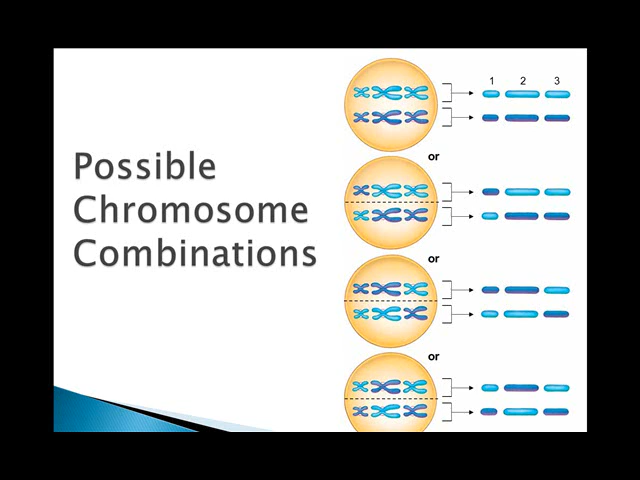 Possible
Chromosome
Combinations
1 2 3
or
or
or